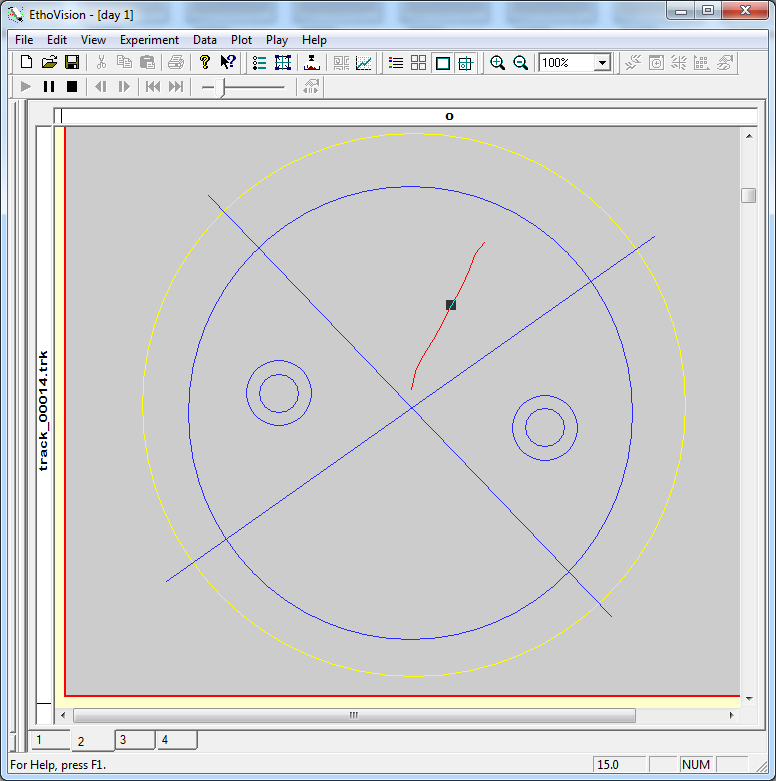 EthoVision - [day 1]
File Edit View Experiment Data Plot Play Help
100%
o
track_00014.trk
1 2 3 4
For Help, press F1.
15.0
NUM